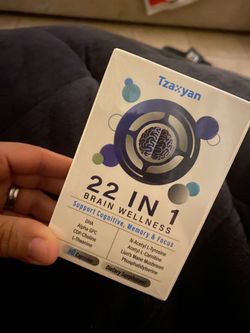 Tzaxyan
22 IN 1
BRAIN WELLNESS
Support Cognitive, Memory & Focus
DHA
Alpha GPC
CDP-Choline
L-Theanine
N Acetyl L-Tyrosine
Acetyl-L-Carnitine
Lion's Mane Mushroom
Phosphatidylserine
Capsules
Dietary Supplement